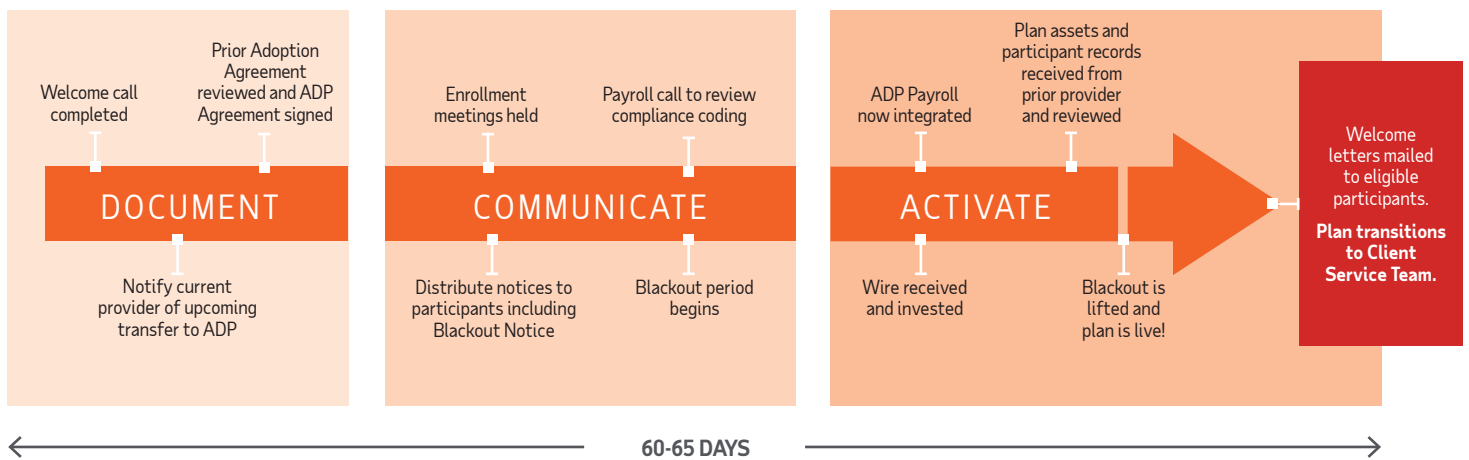 Welcome call
completed
Prior Adoption
Agreement
reviewed and ADP
Agreement signed
DOCUMENT
Notify current
provider of upcoming
transfer to ADP
Enrollment
meetings held
Payroll call to review
compliance coding
COMMUNICATE
Distribute notices to
participants including
Blackout Notice
Blackout period
begins
ADP Payroll
now integrated
Plan assets and
participant records
received from
prior provider
and reviewed
ACTIVATE
Wire received
and invested
Blackout is
lifted and
plan is live!
Welcome
letters mailed
to eligible
participants.
Plan transitions
to Client
Service Team.
60-65 DAYS